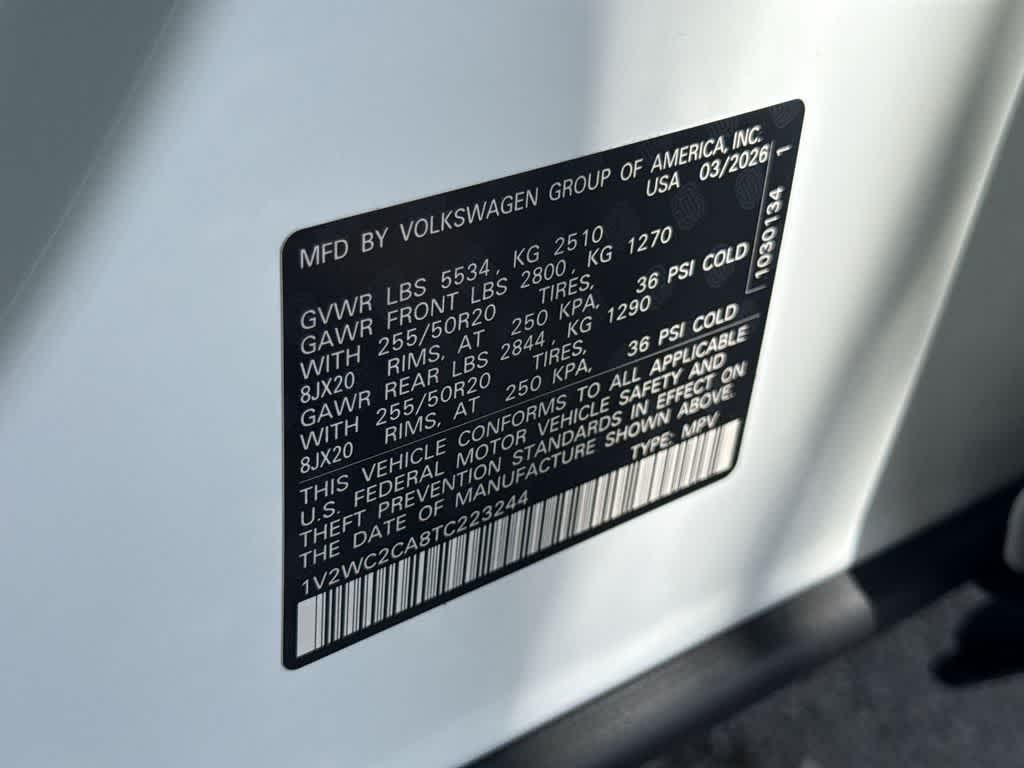 MFD BY VOLKSWAGEN GROUP OF AMERICA, INC.
USA 03/2026
GVWR LBS 5534, KG 2510
GAWR FRONT LBS 2800, KG 1270
WITH 255/50R20 TIRES,
8JX20 RIMS, AT 250 KPA, 36 PSI COLD
GAWR REAR LBS 2844, KG 1290
WITH 255/50R20 TIRES,
8JX20 RIMS, AT 250 KPA, 36 PSI COLD
THIS VEHICLE CONFORMS TO ALL APPLICABLE
U.S. FEDERAL MOTOR VEHICLE SAFETY AND
THEFT PREVENTION STANDARDS IN EFFECT ON
THE DATE OF MANUFACTURE SHOWN ABOVE.
1V2WC2CA8TC223244 TYPE: MPV
1030134 1